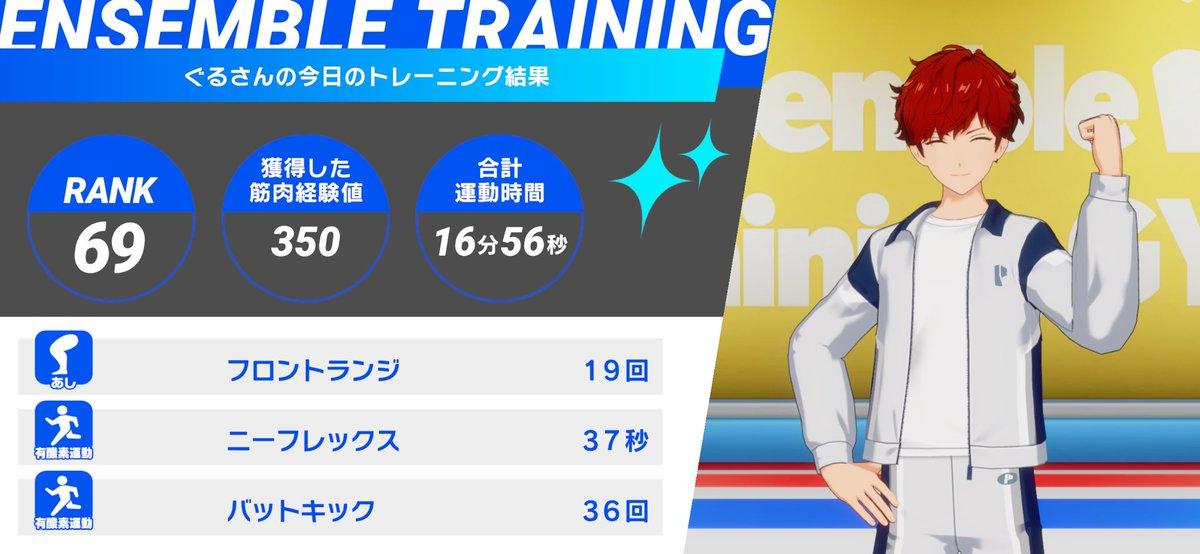 ENSEMBLE TRAINING
ぐるさんの今日のトレーニング結果
RANK
69
獲得した
筋肉経験値
350
合計
運動時間
16分56秒
あし
フロントランジ
19回
有酸素運動
ニーフレックス
37秒
有酸素運動
バットキック
36回